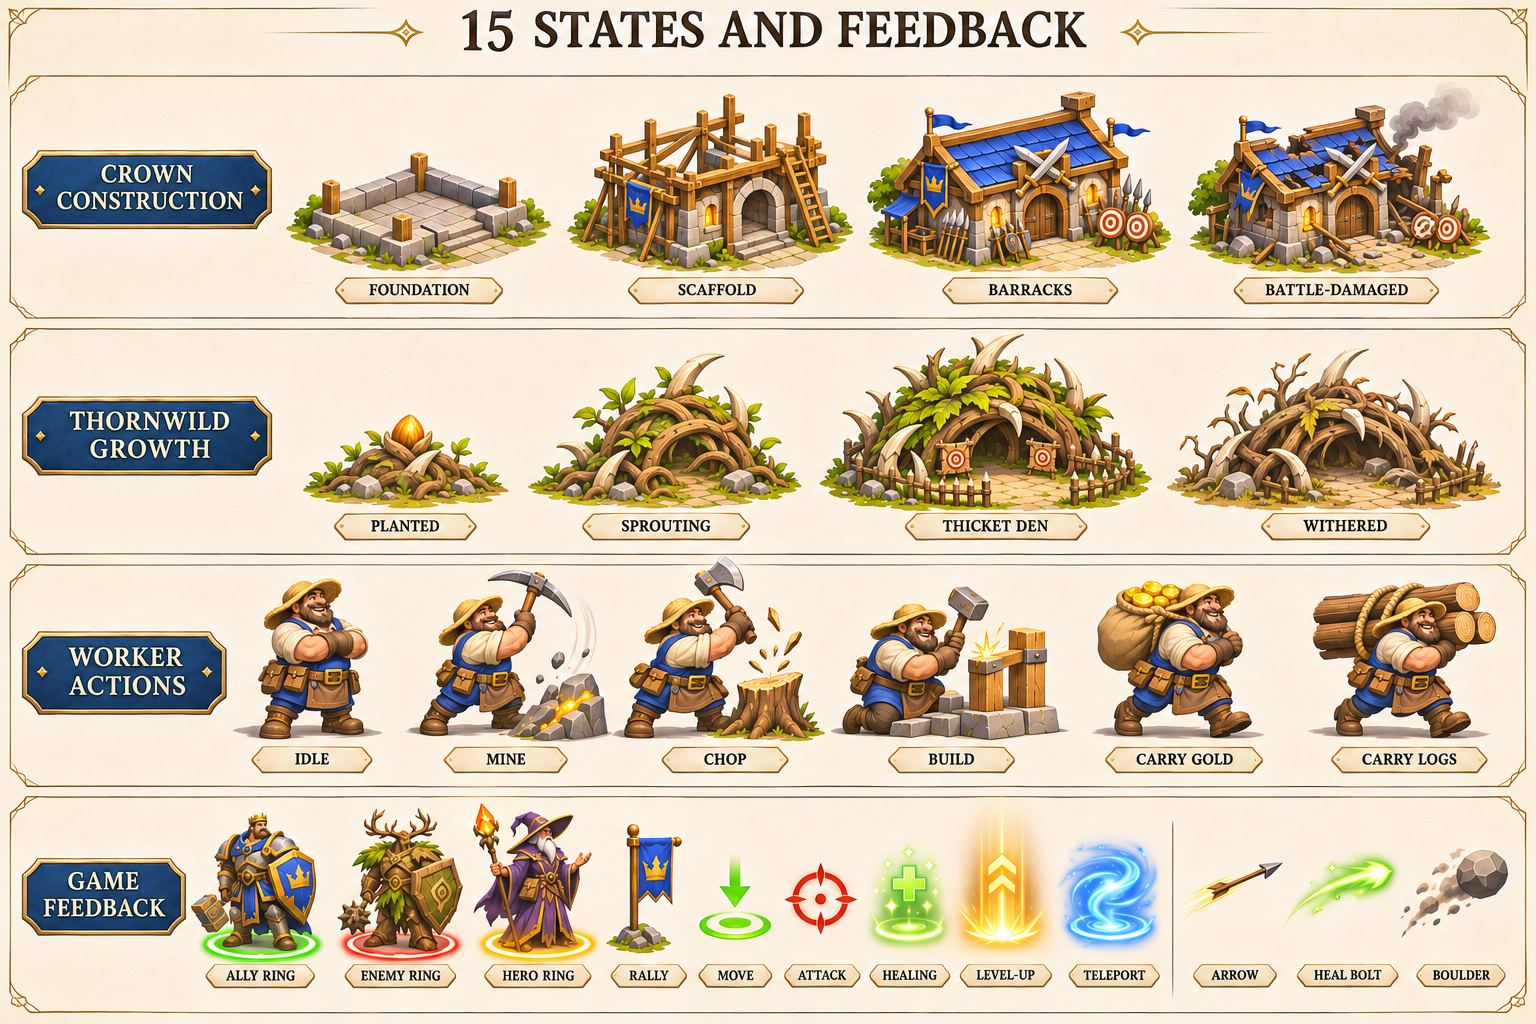 15 STATES AND FEEDBACK
CROWN
CONSTRUCTION
FOUNDATION
SCAFFOLD
BARRACKS
BATTLE-DAMAGED
THORNWILD
GROWTH
PLANTED
SPROUTING
THICKET DEN
WITHERED
WORKER
ACTIONS
IDLE
MINE
CHOP
BUILD
CARRY GOLD
CARRY LOGS
GAME
FEEDBACK
ALLY RING
ENEMY RING
HERO RING
RALLY
MOVE
ATTACK
HEALING
LEVEL-UP
TELEPORT
ARROW
HEAL BOLT
BOULDER